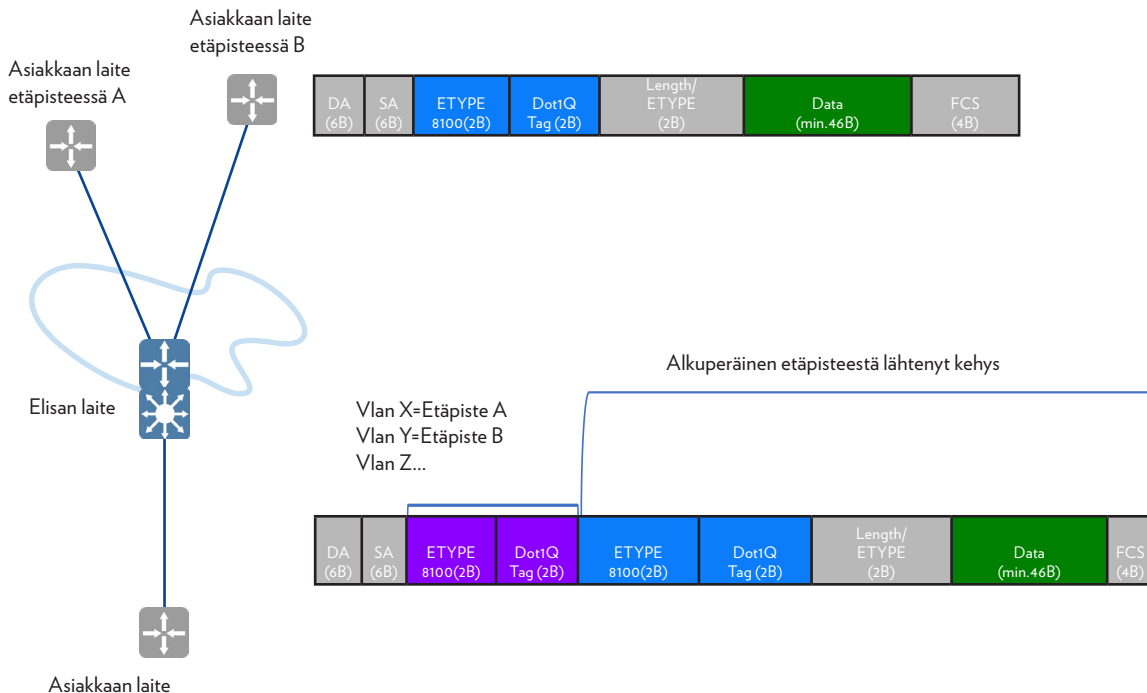 Asiakkaan laite
etäpisteessä B
Asiakkaan laite
etäpisteessä A
DA
(6B)
SA
(6B)
ETYPE
8100(2B)
Dot1Q
Tag (2B)
Length/
ETYPE
(2B)
Data
(min.46B)
FCS
(4B)
Elisan laite
Alkuperäinen etäpisteestä lähtenyt kehys
Vlan X=Etäpiste A
Vlan Y=Etäpiste B
Vlan Z...
DA
(6B)
SA
(6B)
ETYPE
8100(2B)
Dot1Q
Tag (2B)
ETYPE
8100(2B)
Dot1Q
Tag (2B)
Length/
ETYPE
(2B)
Data
(min.46B)
FCS
(4B)
Asiakkaan laite